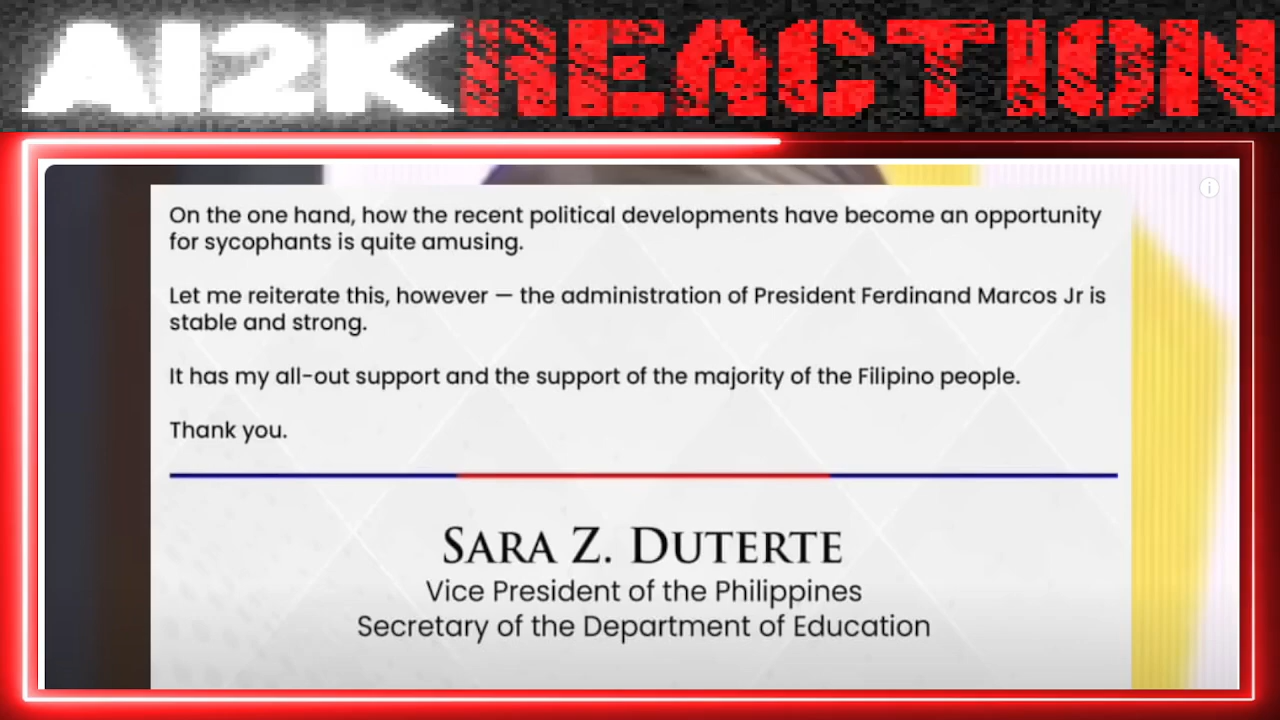 AI2K REACTION
On the one hand, how the recent political developments have become an opportunity
for sycophants is quite amusing.
Let me reiterate this, however — the administration of President Ferdinand Marcos Jr is
stable and strong.
It has my all-out support and the support of the majority of the Filipino people.
Thank you.
SARA Z. DUTERTE
Vice President of the Philippines
Secretary of the Department of Education